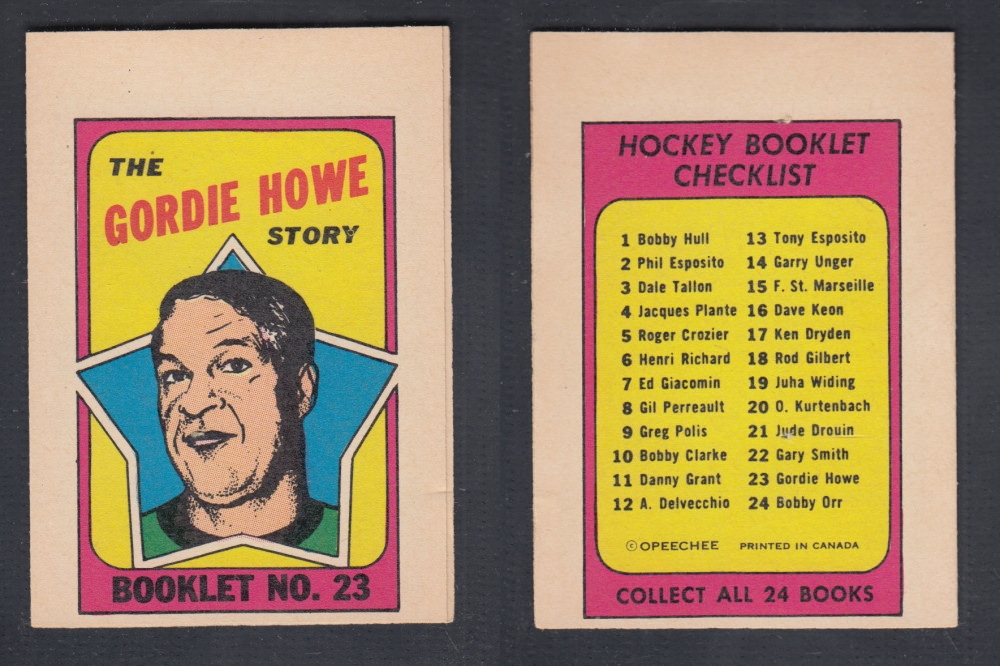 THE
GORDIE HOWE
STORY
BOOKLET NO. 23
HOCKEY BOOKLET
CHECKLIST
1 Bobby Hull
2 Phil Esposito
3 Dale Tallon
4 Jacques Plante
5 Roger Crozier
6 Henri Richard
7 Ed Giacomin
8 Gil Perreault
9 Greg Polis
10 Bobby Clarke
11 Danny Grant
12 A. Delvecchio
13 Tony Esposito
14 Garry Unger
15 F. St. Marseille
16 Dave Keon
17 Ken Dryden
18 Rod Gilbert
19 Juha Widing
20 O. Kurtenbach
21 Jude Drouin
22 Gary Smith
23 Gordie Howe
24 Bobby Orr
© OPEECHEE PRINTED IN CANADA
COLLECT ALL 24 BOOKS